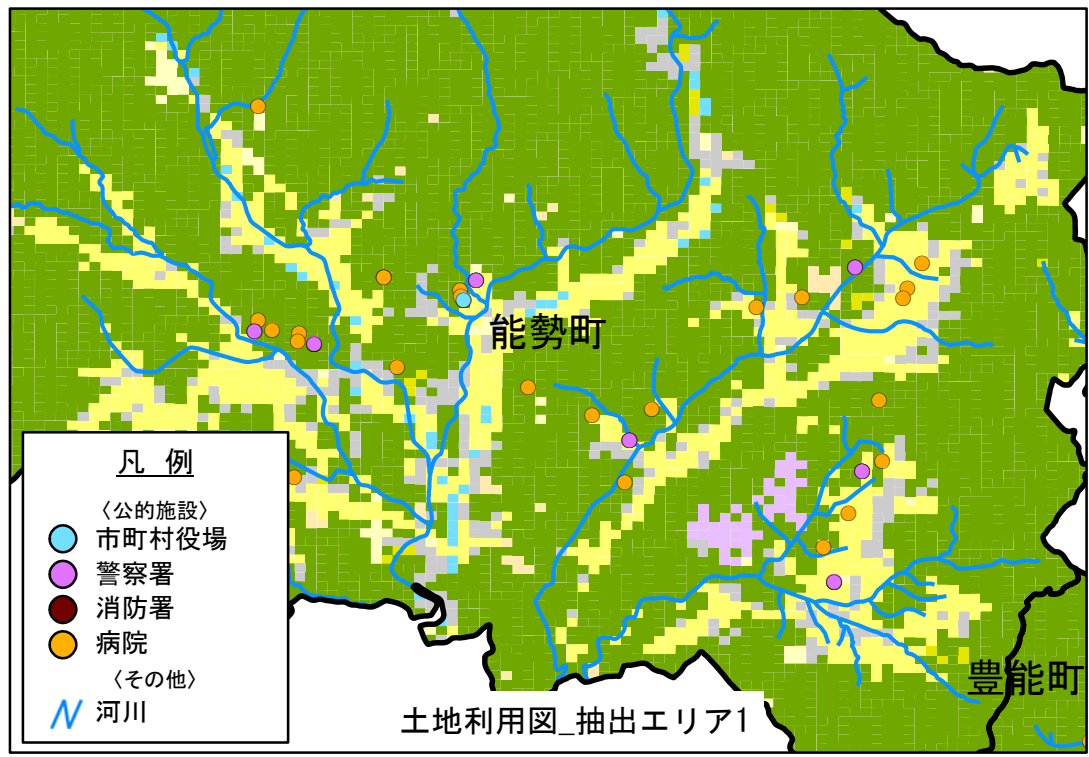 能勢町
凡 例
〈公的施設〉
市町村役場
警察署
消防署
病院
〈その他〉
河川
豊能町
土地利用図_抽出エリア1